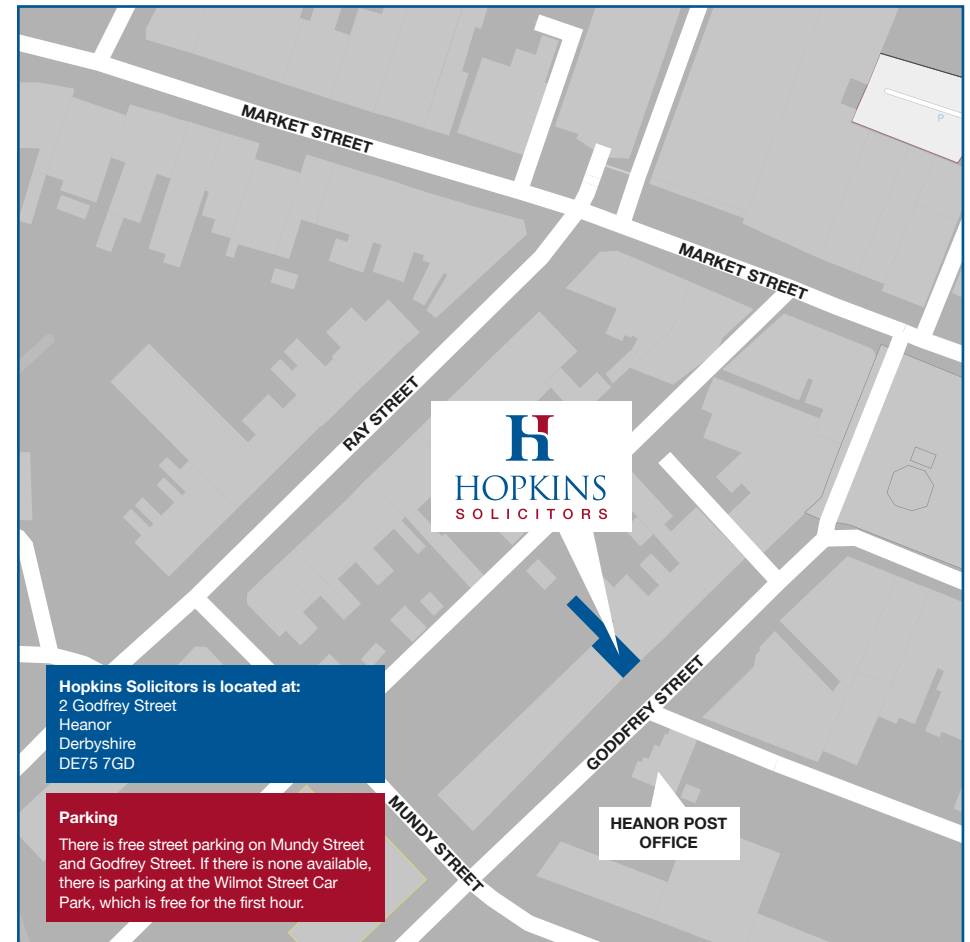 MARKET STREET
P
MARKET STREET
RAY STREET
H
HOPKINS
SOLICITORS
GODDFREY STREET
Hopkins Solicitors is located at:
2 Godfrey Street
Heanor
Derbyshire
DE75 7GD
Parking
There is free street parking on Mundy Street
and Godfrey Street. If there is none available,
there is parking at the Wilmot Street Car
Park, which is free for the first hour.
MUNDY STREET
HEANOR POST
OFFICE